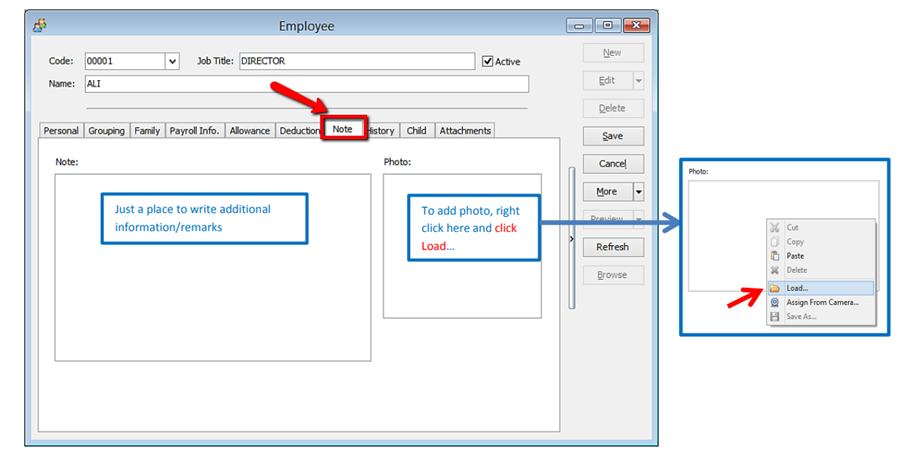 Employee
Code: 00001 Job Title: DIRECTOR Active
Name: ALI
Personal Grouping Family Payroll Info. Allowance Deduction Note History Child Attachments
Note:
Just a place to write additional
information/remarks
Photo:
To add photo, right
click here and click
Load...
New
Edit
Delete
Save
Cancel
More
Preview
Refresh
Browse
Photo:
Cut
Copy
Paste
Delete
Load...
Assign From Camera...
Save As...